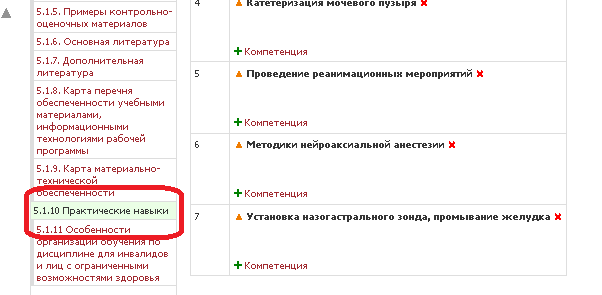 5.1.5. Примеры контрольно-
оценочных материалов
5.1.6. Основная литература
5.1.7. Дополнительная
литература
5.1.8. Карта перечня
обеспеченности учебными
материалами,
информационными
технологиями рабочей
программы
5.1.9. Карта материально-
технической
обеспеченности
5.1.10 Практические навыки
5.1.11 Особенности
организации обучения по
дисциплине для инвалидов
и лиц с ограниченными
возможностями здоровья
4 Катетеризация мочевого пузыря
Компетенция
5 Проведение реанимационных мероприятий
Компетенция
6 Методики нейроаксиальной анестезии
Компетенция
7 Установка назогастрального зонда, промывание желудка
Компетенция